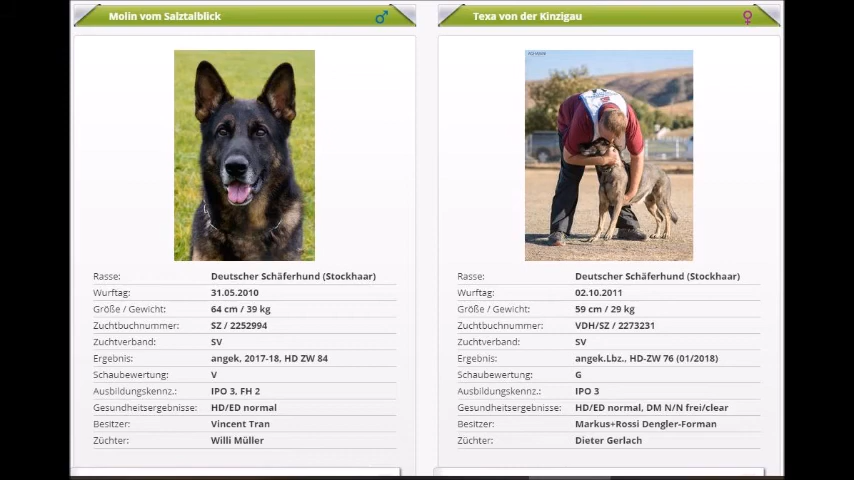 Molin vom Salztalblick
Rasse: Deutscher Schäferhund (Stockhaar)
Wurftag: 31.05.2010
Größe / Gewicht: 64 cm / 39 kg
Zuchtbuchnummer: SZ / 2252994
Zuchtverband: SV
Ergebnis: angek, 2017-18, HD ZW 84
Schaubewertung: V
Ausbildungskennz.: IPO 3, FH 2
Gesundheitsergebnisse: HD/ED normal
Besitzer: Vincent Tran
Züchter: Willi Müller
Texa von der Kinzigau
Rasse: Deutscher Schäferhund (Stockhaar)
Wurftag: 02.10.2011
Größe / Gewicht: 59 cm / 29 kg
Zuchtbuchnummer: VDH/SZ / 2273231
Zuchtverband: SV
Ergebnis: angek.Lbz., HD-ZW 76 (01/2018)
Schaubewertung: G
Ausbildungskennz.: IPO 3
Gesundheitsergebnisse: HD/ED normal, DM N/N frei/clear
Besitzer: Markus+Rossi Dengler-Forman
Züchter: Dieter Gerlach